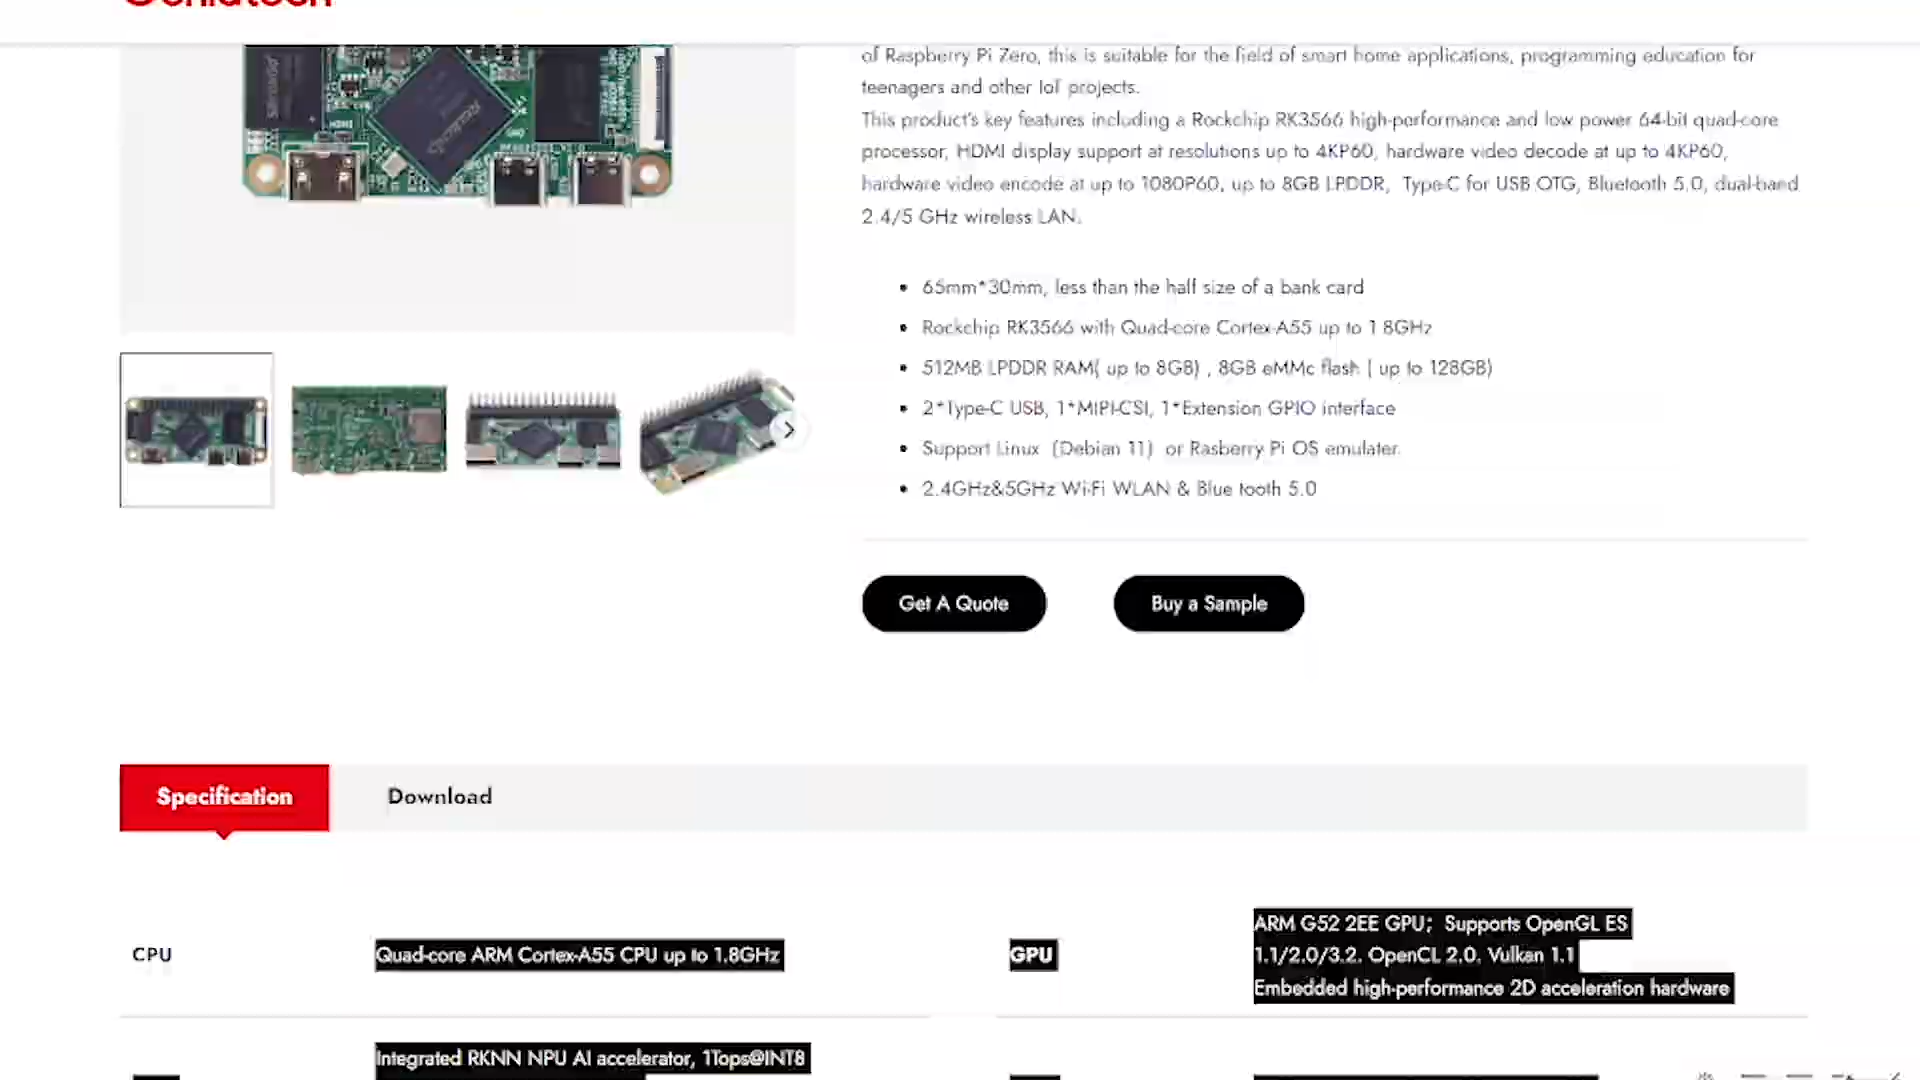 of Raspberry Pi Zero, this is suitable for the field of smart home applications, programming education for
teenagers and other IoT projects.
This product's key features including a Rockchip RK3566 high-performance and low power 64-bit quad-core
processor, HDMI display support at resolutions up to 4KP60, hardware video decode at up to 4KP60,
hardware video encode at up to 1080P60, up to 8GB LPDDR, Type-C for USB OTG, Bluetooth 5.0, dual-band
2.4/5 GHz wireless LAN.
65mm*30mm, less than the half size of a bank card
Rockchip RK3566 with Quad-core Cortex-A55 up to 1.8GHz
512MB LPDDR RAM( up to 8GB) , 8GB eMMc flash ( up to 128GB)
2*Type-C USB, 1*MIPI-CSI, 1*Extension GPIO interface
Support Linux (Debian 11) or Rasberry Pi OS emulater.
2.4GHz&5GHz Wi-Fi WLAN & Blue tooth 5.0
Get A Quote
Buy a Sample
Specification
Download
CPU
Quad-core ARM Cortex-A55 CPU up to 1.8GHz
GPU
ARM G52 2EE GPU; Supports OpenGL ES
1.1/2.0/3.2. OpenCL 2.0. Vulkan 1.1
Embedded high-performance 2D acceleration hardware
Integrated RKNN NPU AI accelerator, 1Tops@INT8